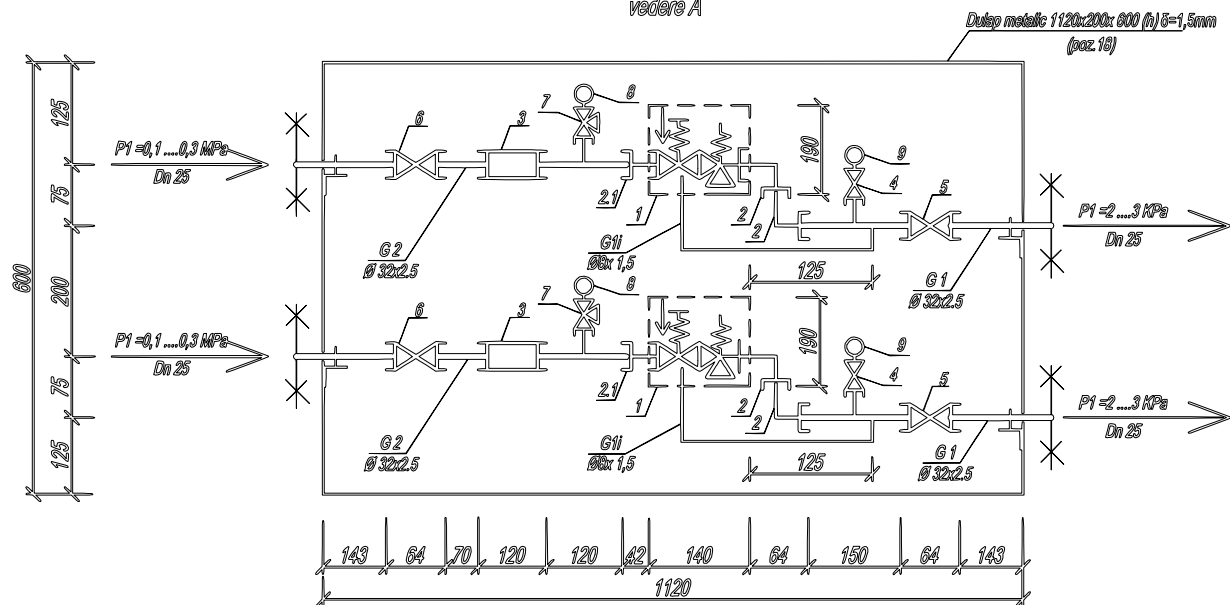 vedere A
Dulap metalic 1120x200x 600 (h) δ=1,5mm
(poz.16)
125
75
200
75
125
600
P1 =0,1 ....0,3 MPa
Dn 25
6
3
7
8
2.1
1
G 2
Ø 32x2.5
G1i
Ø8x 1,5
190
2
2
9
4
5
125
G 1
Ø 32x2.5
P1 =2 ....3 KPa
Dn 25
P1 =0,1 ....0,3 MPa
Dn 25
6
3
7
8
2.1
1
G 2
Ø 32x2.5
G1i
Ø8x 1,5
190
2
2
9
4
5
125
G 1
Ø 32x2.5
P1 =2 ....3 KPa
Dn 25
143 64 70 120 120 42 140 64 150 64 143
1120